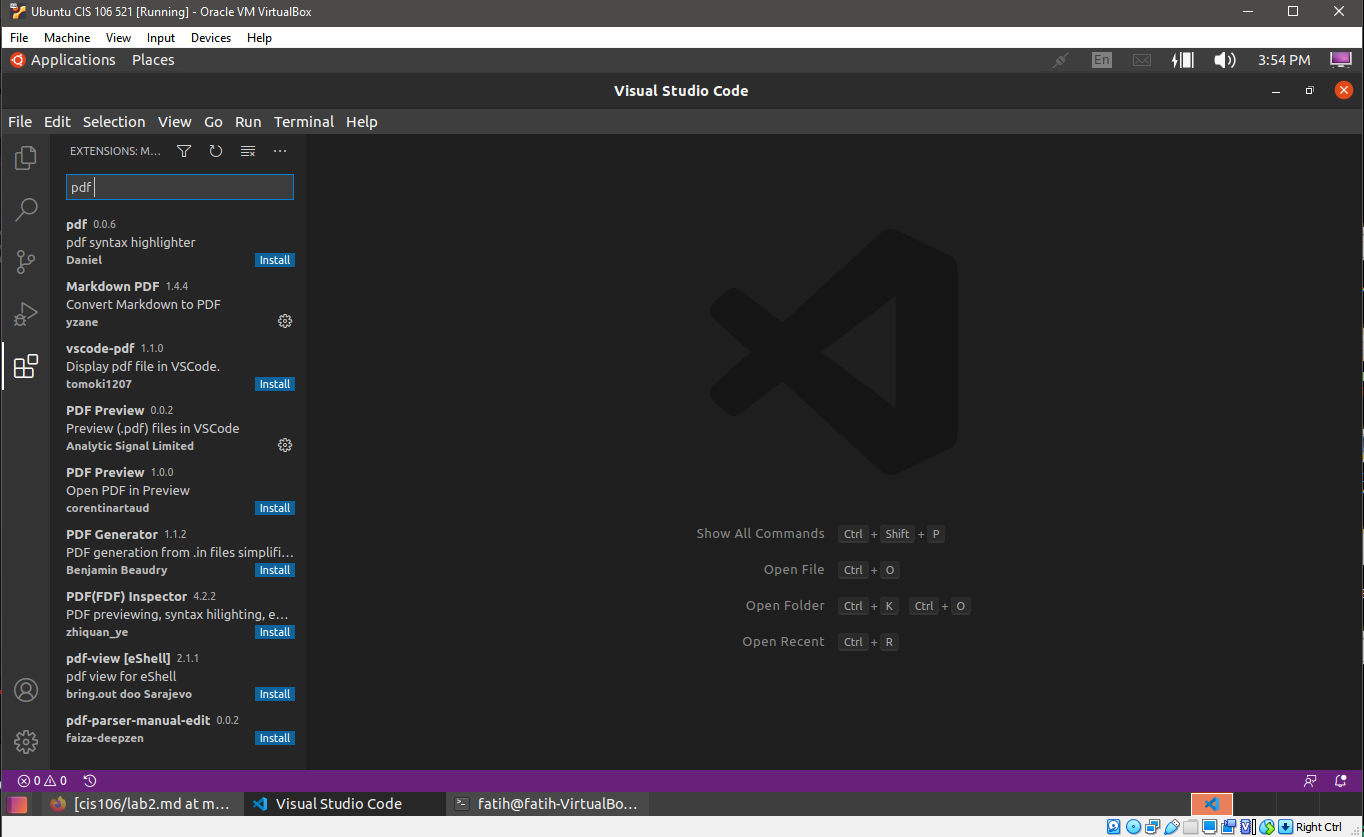 Ubuntu CIS 106 521 [Running] - Oracle VM VirtualBox
File Machine View Input Devices Help
Applications Places En 3:54 PM
Visual Studio Code
File Edit Selection View Go Run Terminal Help
EXTENSIONS: M...
pdf
pdf 0.0.6
pdf syntax highlighter
Daniel Install
Markdown PDF 1.4.4
Convert Markdown to PDF
yzane
vscode-pdf 1.1.0
Display pdf file in VSCode.
tomoki1207 Install
PDF Preview 0.0.2
Preview (.pdf) files in VSCode
Analytic Signal Limited
PDF Preview 1.0.0
Open PDF in Preview
corentinartaud Install
PDF Generator 1.1.2
PDF generation from .in files simplifi...
Benjamin Beaudry Install
PDF(FDF) Inspector 4.2.2
PDF previewing, syntax hilighting, e...
zhiquan_ye Install
pdf-view [eShell] 2.1.1
pdf view for eShell
bring.out doo Sarajevo Install
pdf-parser-manual-edit 0.0.2
faiza-deepzen Install
Show All Commands Ctrl + Shift + P
Open File Ctrl + O
Open Folder Ctrl + K Ctrl + O
Open Recent Ctrl + R
0 0
[cis106/lab2.md at m... Visual Studio Code fatih@fatih-VirtualBo...
Right Ctrl